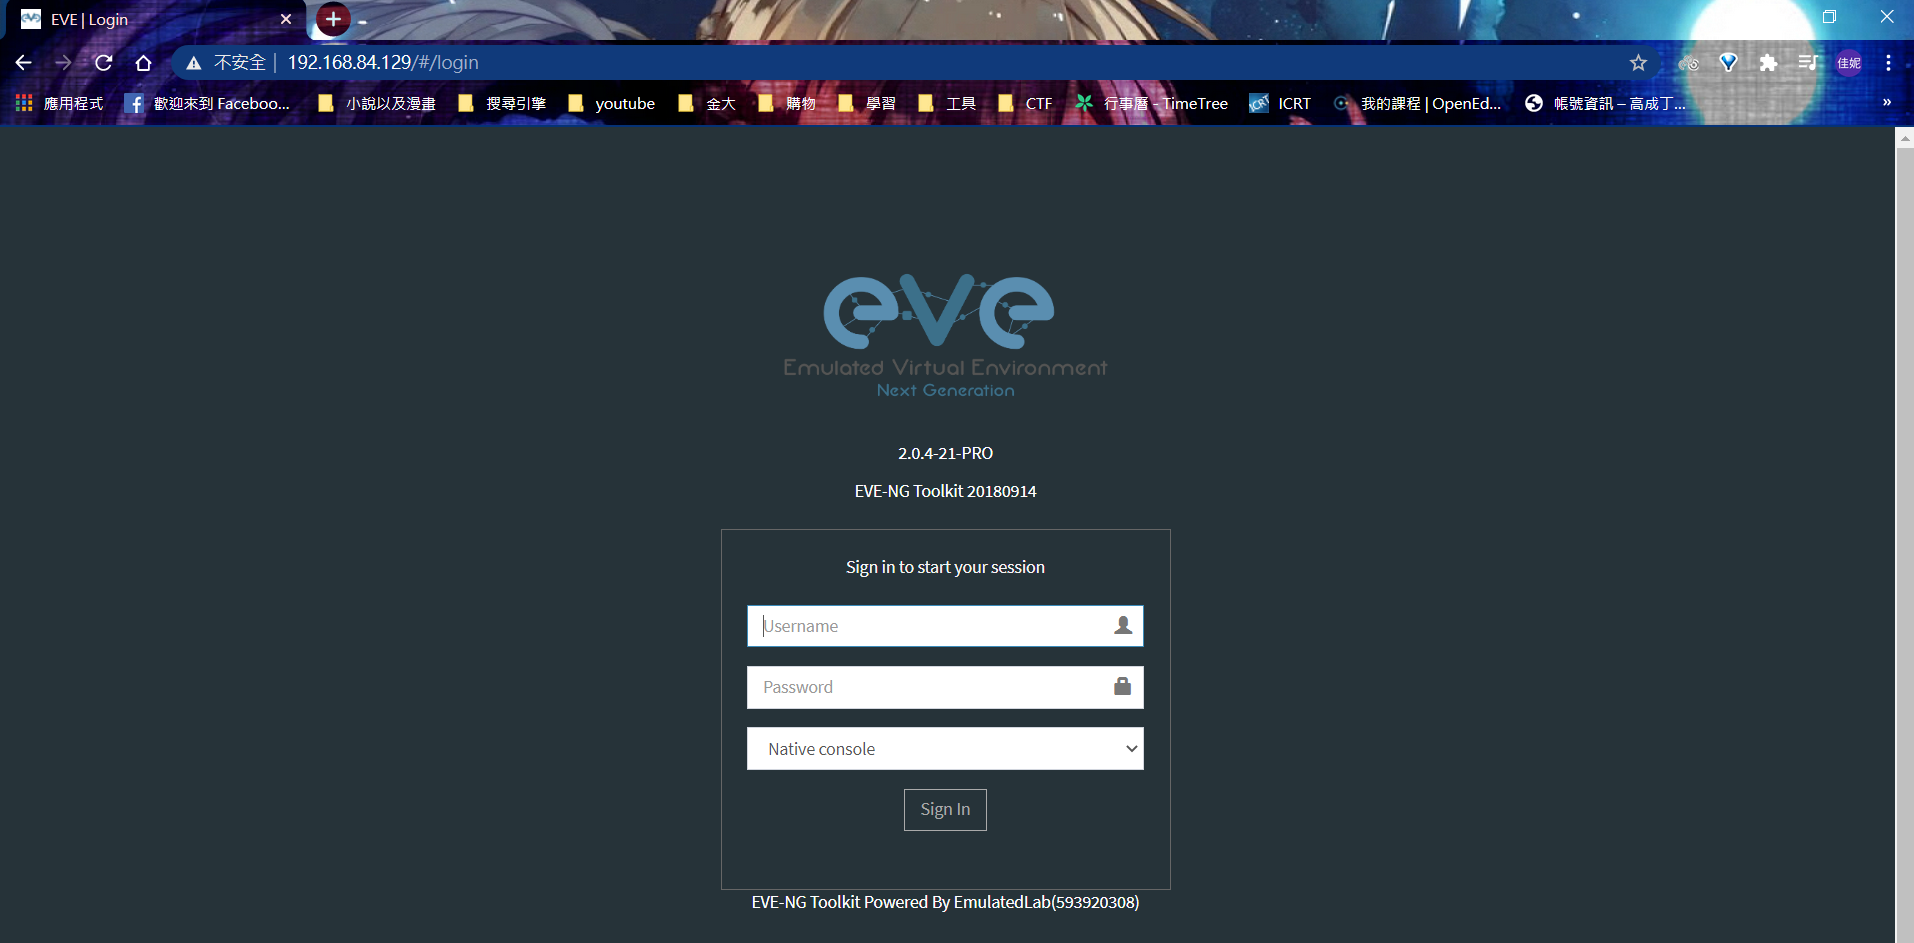 EVE | Login
不安全 | 192.168.84.129/#/login
佳妮
應用程式 歡迎來到 Faceboo... 小說以及漫畫 搜尋引擎 youtube 金大 購物 學習 工具 CTF 行事曆 - TimeTree ICRT 我的課程 | OpenEd... 帳號資訊 – 高成丁... »
eve
Emulated Virtual Environment
Next Generation
2.0.4-21-PRO
EVE-NG Toolkit 20180914
Sign in to start your session
Username
Password
Native console
Sign In
EVE-NG Toolkit Powered By EmulatedLab(593920308)